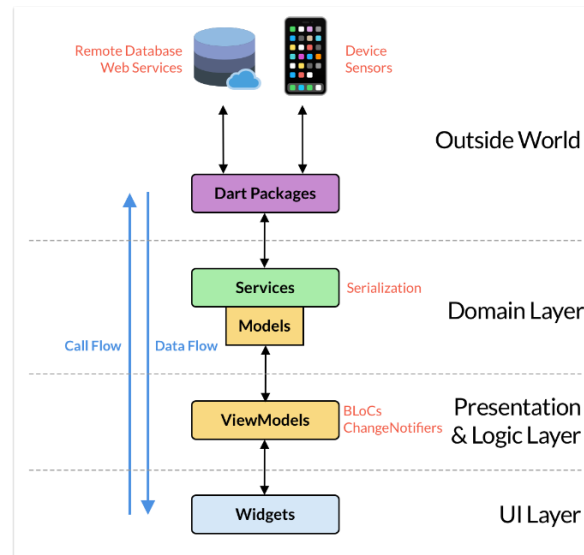 Remote Database
Web Services
Device
Sensors
Outside World
Dart Packages
Services
Serialization
Models
Domain Layer
Call Flow
Data Flow
ViewModels
BLoCs
ChangeNotifiers
Presentation
& Logic Layer
Widgets
UI Layer